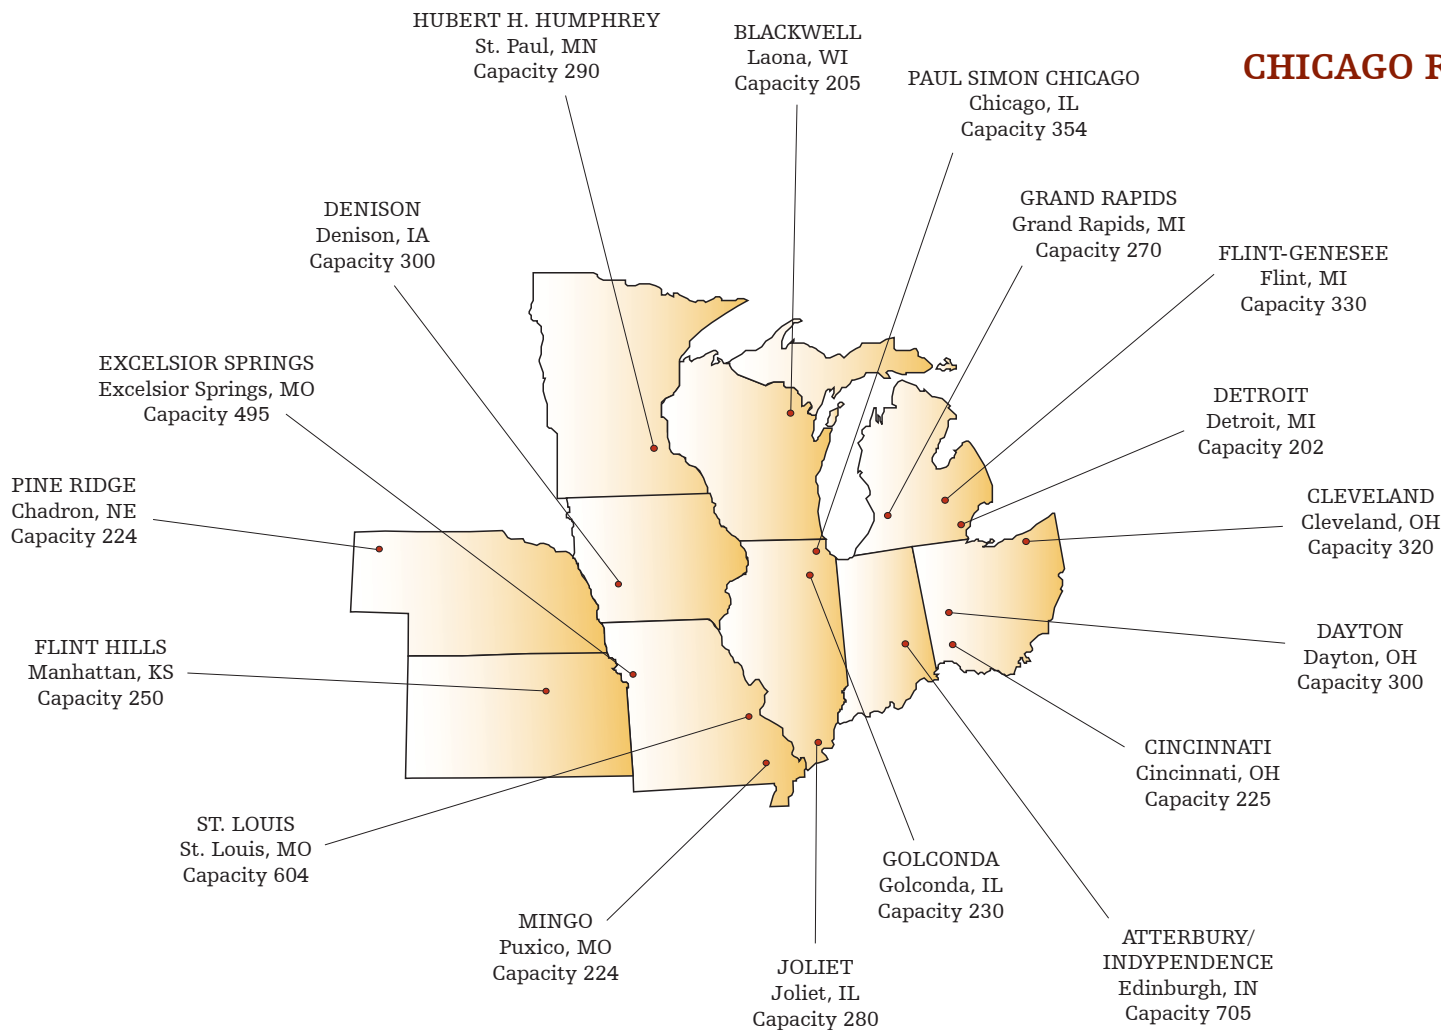 HUBERT H. HUMPHREY
St. Paul, MN
Capacity 290
BLACKWELL
Laona, WI
Capacity 205
CHICAGO R
PAUL SIMON CHICAGO
Chicago, IL
Capacity 354
DENISON
Denison, IA
Capacity 300
GRAND RAPIDS
Grand Rapids, MI
Capacity 270
FLINT-GENESEE
Flint, MI
Capacity 330
EXCELSIOR SPRINGS
Excelsior Springs, MO
Capacity 495
DETROIT
Detroit, MI
Capacity 202
PINE RIDGE
Chadron, NE
Capacity 224
CLEVELAND
Cleveland, OH
Capacity 320
FLINT HILLS
Manhattan, KS
Capacity 250
DAYTON
Dayton, OH
Capacity 300
CINCINNATI
Cincinnati, OH
Capacity 225
ST. LOUIS
St. Louis, MO
Capacity 604
GOLCONDA
Golconda, IL
Capacity 230
MINGO
Puxico, MO
Capacity 224
JOLIET
Joliet, IL
Capacity 280
ATTERBURY/
INDYPENDENCE
Edinburgh, IN
Capacity 705